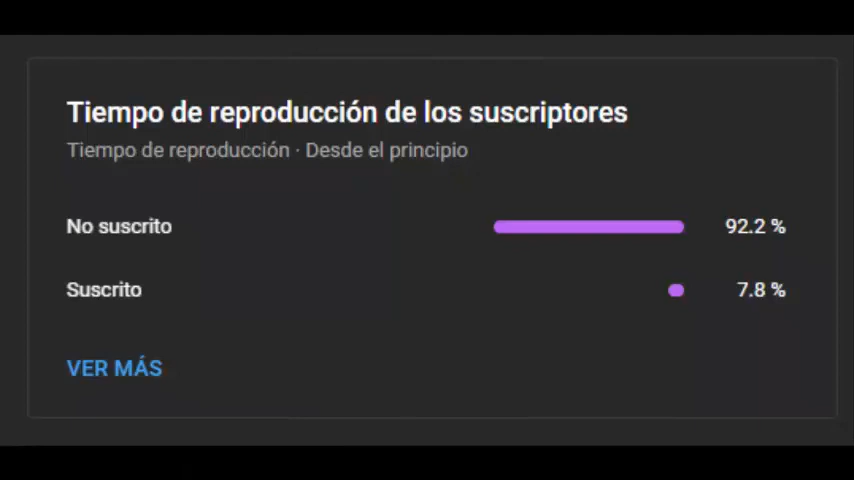 Tiempo de reproducción de los suscriptores
Tiempo de reproducción · Desde el principio
No suscrito 92.2 %
Suscrito 7.8 %
VER MÁS